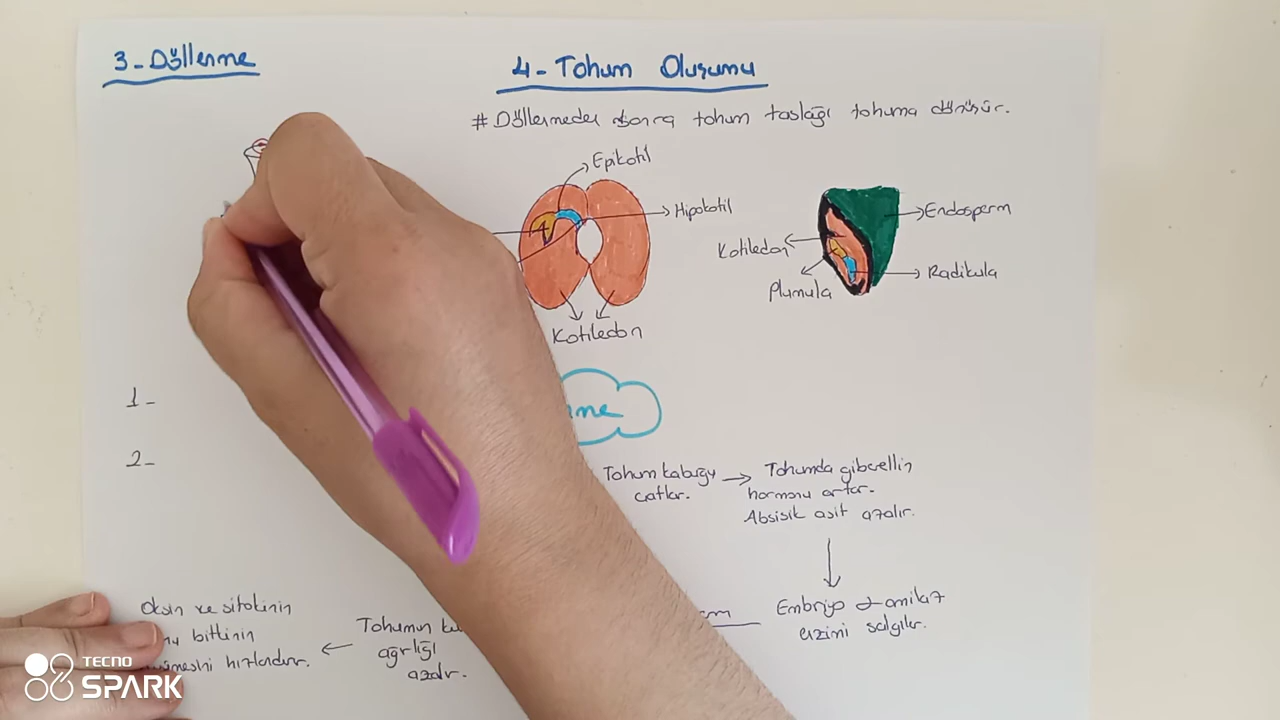 3-Döllenme
4-Tohum Oluşumu
# Döllenmeden sonra tohum taslağı tohuma dönüşür.
Epikotil
Hipokotil
Kotiledon
Endosperm
Kotiledon
Radikula
Plumula
1-
2-
Tohum kabuğu
çatlar.
Tohumda giberellin
hormonu artar.
Absisik asit azalır.
Embriyo α-amilaz
enzimi salgılar.
Tohumun
ağırlığı
azalır.
Oksin ve sitokinin
bitkinin
hızlandırır.
TECNO
SPARK